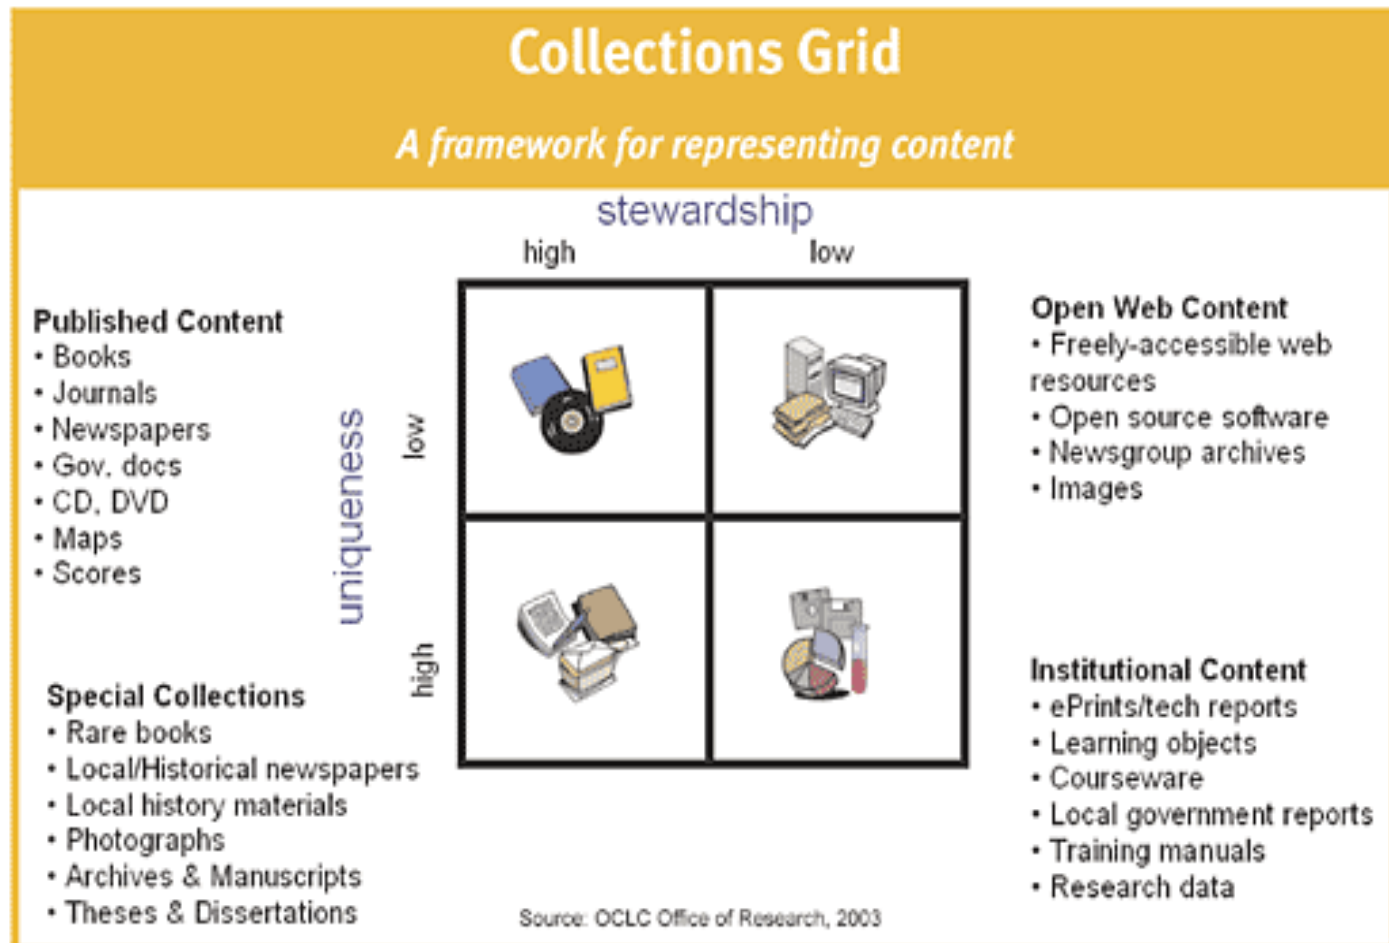 Collections Grid
A framework for representing content
stewardship
high
low
uniqueness
low
high
Published Content
• Books
• Journals
• Newspapers
• Gov. docs
• CD, DVD
• Maps
• Scores
Open Web Content
• Freely-accessible web
resources
• Open source software
• Newsgroup archives
• Images
Special Collections
• Rare books
• Local/Historical newspapers
• Local history materials
• Photographs
• Archives & Manuscripts
• Theses & Dissertations
Institutional Content
• ePrints/tech reports
• Learning objects
• Courseware
• Local government reports
• Training manuals
• Research data
Source: OCLC Office of Research, 2003